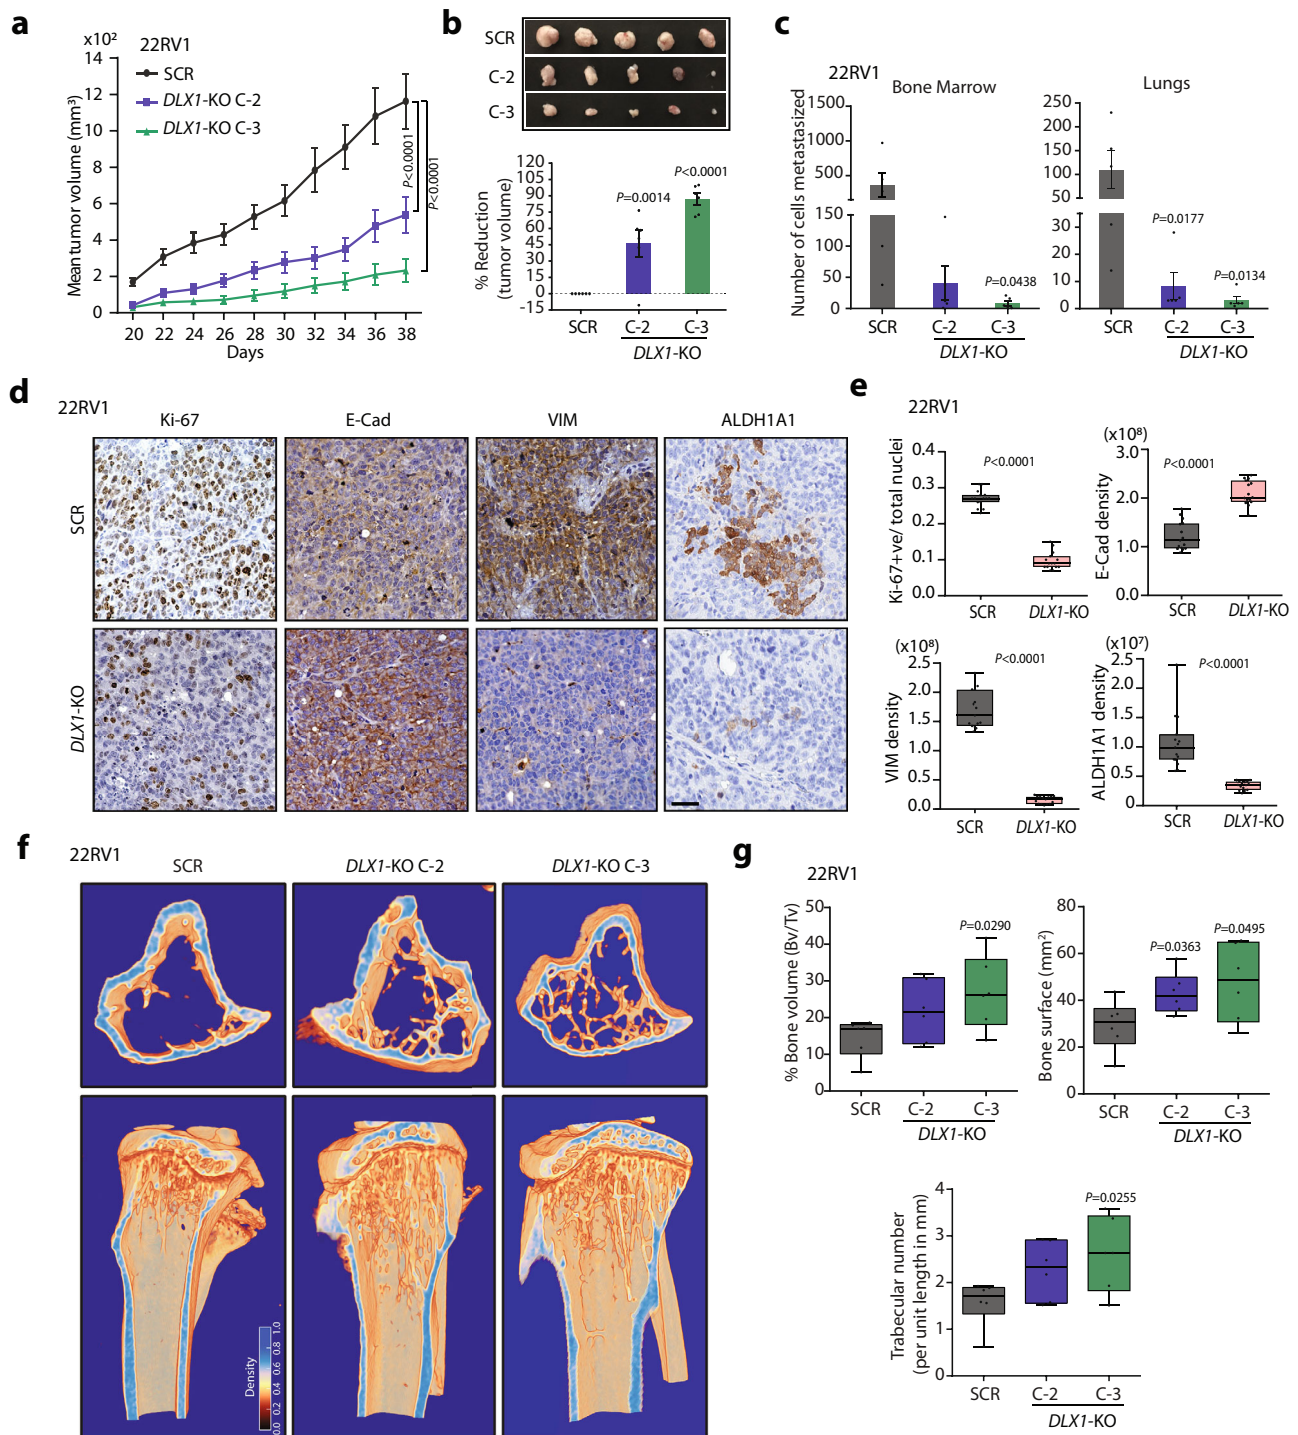 a
22RV1
x10²
SCR
DLX1-KO C-2
DLX1-KO C-3
Mean tumor volume (mm³)
14
12
10
8
6
4
2
0
20 22 24 26 28 30 32 34 36 38
Days
P<0.0001
P<0.0001
b
SCR
C-2
C-3
% Reduction
(tumor volume)
120
105
90
75
60
45
30
15
0
-15
P=0.0014
P<0.0001
SCR C-2 C-3
DLX1-KO
c
22RV1
Bone Marrow
Number of cells metastasized
1500
1000
500
150
100
50
0
P=0.0438
SCR C-2 C-3
DLX1-KO
Lungs
250
200
150
100
50
30
20
10
0
P=0.0177
P=0.0134
SCR C-2 C-3
DLX1-KO
d
22RV1
Ki-67 E-Cad VIM ALDH1A1
SCR
DLX1-KO
e
22RV1
Ki-67+ve/ total nuclei
0.4
0.3
0.2
0.1
0.0
P<0.0001
SCR DLX1-KO
(x10⁸)
E-Cad density
3.0
2.0
1.0
0
P<0.0001
SCR DLX1-KO
(x10⁸)
VIM density
2.5
2.0
1.5
1.0
0.5
0
P<0.0001
SCR DLX1-KO
(x10⁷)
ALDH1A1 density
2.5
2.0
1.5
1.0
0.5
0
P<0.0001
SCR DLX1-KO
f
22RV1
SCR DLX1-KO C-2 DLX1-KO C-3
Density
0.0 0.2 0.4 0.6 0.8 1.0
g
22RV1
% Bone volume (Bv/Tv)
50
40
30
20
10
0
P=0.0290
SCR C-2 C-3
DLX1-KO
Bone surface (mm²)
80
60
40
20
0
P=0.0363
P=0.0495
SCR C-2 C-3
DLX1-KO
Trabecular number
(per unit length in mm)
4
3
2
1
0
P=0.0255
SCR C-2 C-3
DLX1-KO